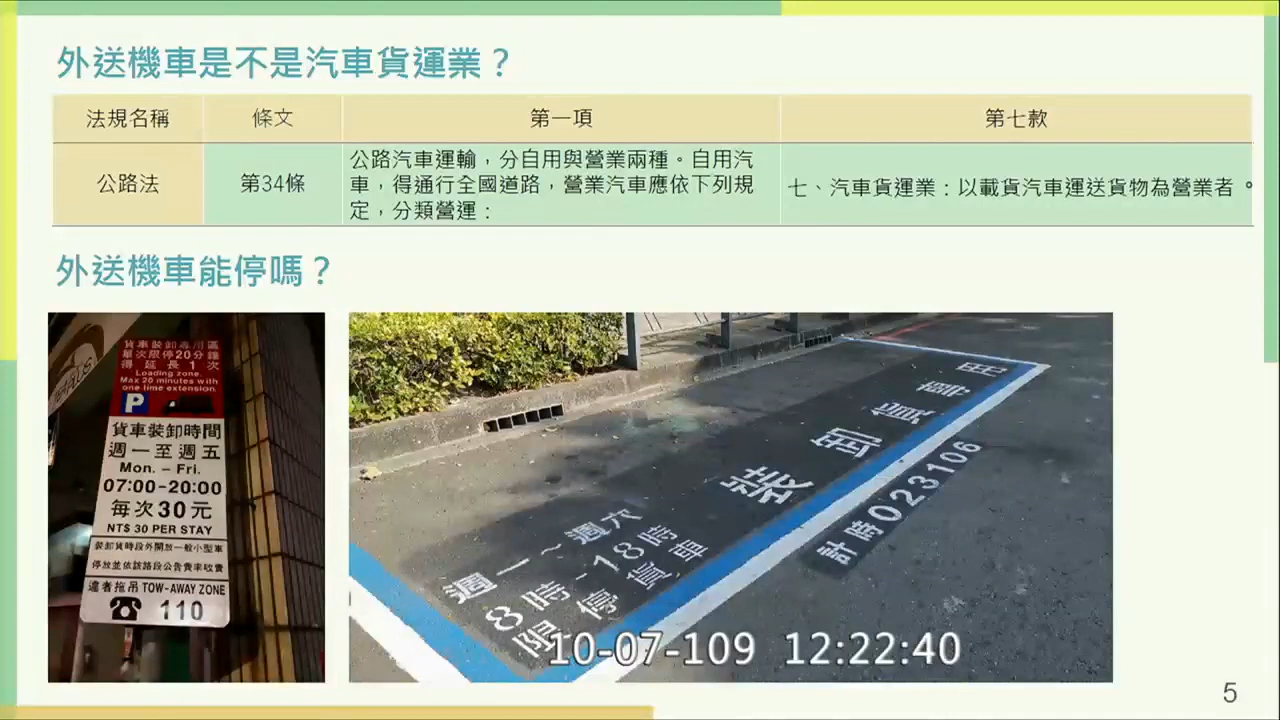 外送機車是不是汽車貨運業？
法規名稱
條文
第一項
第七款
公路法
第34條
公路汽車運輸，分自用與營業兩種。自用汽
車，得通行全國道路，營業汽車應依下列規
定，分類營運：
七、汽車貨運業：以載貨汽車運送貨物為營業者。
外送機車能停嗎？
貨車裝卸專用區
單次限停20分鐘
得延長1次
Loading zone.
Max 20 minutes with
one time extension.
P
貨車裝卸時間
週一至週五
Mon. – Fri.
07:00-20:00
每次30元
NT$ 30 PER STAY
裝卸貨時段外開放一般小型車
停放並依該路段公告費率收費
違者拖吊 TOW-AWAY ZONE
110
裝卸貨專用
計時023106
週一~週六
8時-18時
限停貨車
10-07-109 12:22:40
5